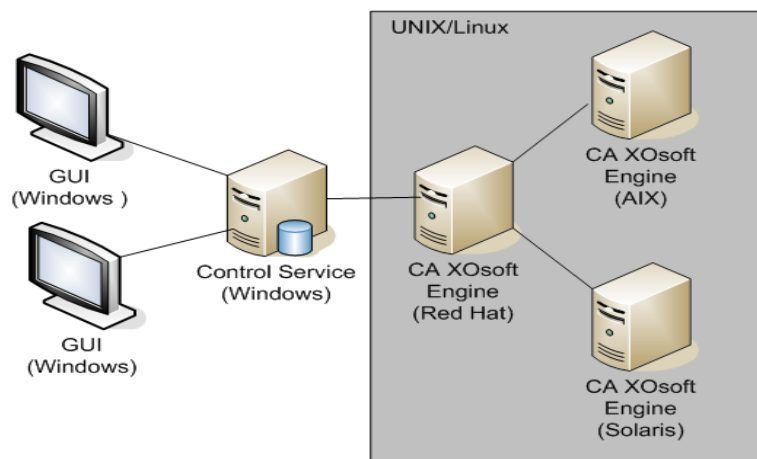 UNIX/Linux
GUI
(Windows )
GUI
(Windows)
Control Service
(Windows)
CA XOsoft
Engine
(Red Hat)
CA XOsoft
Engine
(AIX)
CA XOsoft
Engine
(Solaris)